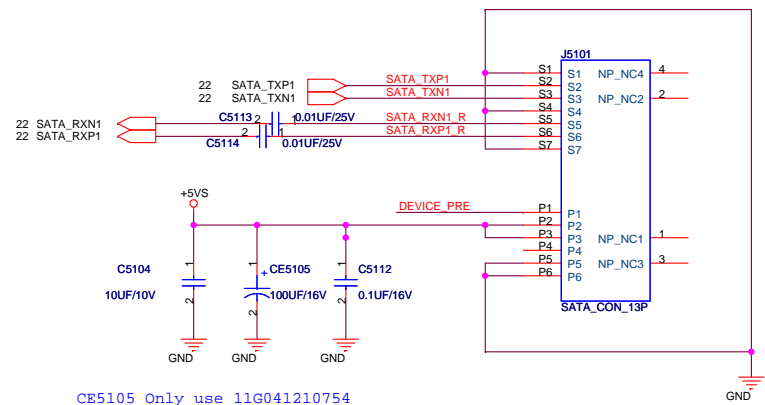 J5101
S1 S1 NP_NC4 4
22 SATA_TXP1 SATA_TXP1 S2 S2
22 SATA_TXN1 SATA_TXN1 S3 S3 NP_NC2 2
S4 S4
22 SATA_RXN1 C5113 2 1 0.01UF/25V SATA_RXN1_R S5 S5
22 SATA_RXP1 2 1 SATA_RXP1_R S6 S6
C5114 0.01UF/25V S7 S7
+5VS
DEVICE_PRE P1 P1
P2 P2
P3 P3 NP_NC1 1
P4 P4
P5 P5 NP_NC3 3
P6 P6
1 1 1
C5104 + CE5105 C5112
10UF/10V 100UF/16V 0.1UF/16V
2 2 2
SATA_CON_13P
GND GND GND
GND
CE5105 Only use 11G041210754